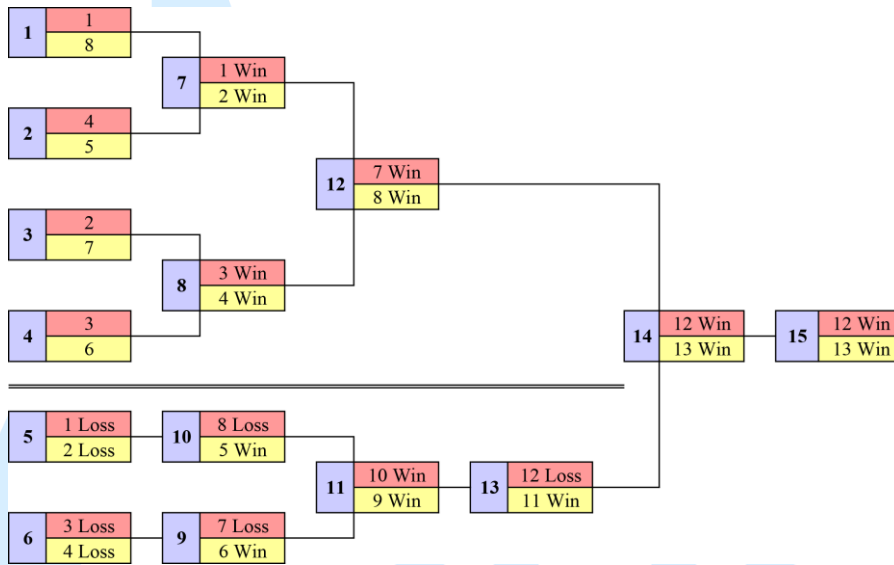 1 1
8
7 1 Win
2 Win
2 4
5
12 7 Win
8 Win
3 2
7
8 3 Win
4 Win
4 3
6
14 12 Win
13 Win
15 12 Win
13 Win
5 1 Loss
2 Loss
10 8 Loss
5 Win
11 10 Win
9 Win
13 12 Loss
11 Win
6 3 Loss
4 Loss
9 7 Loss
6 Win